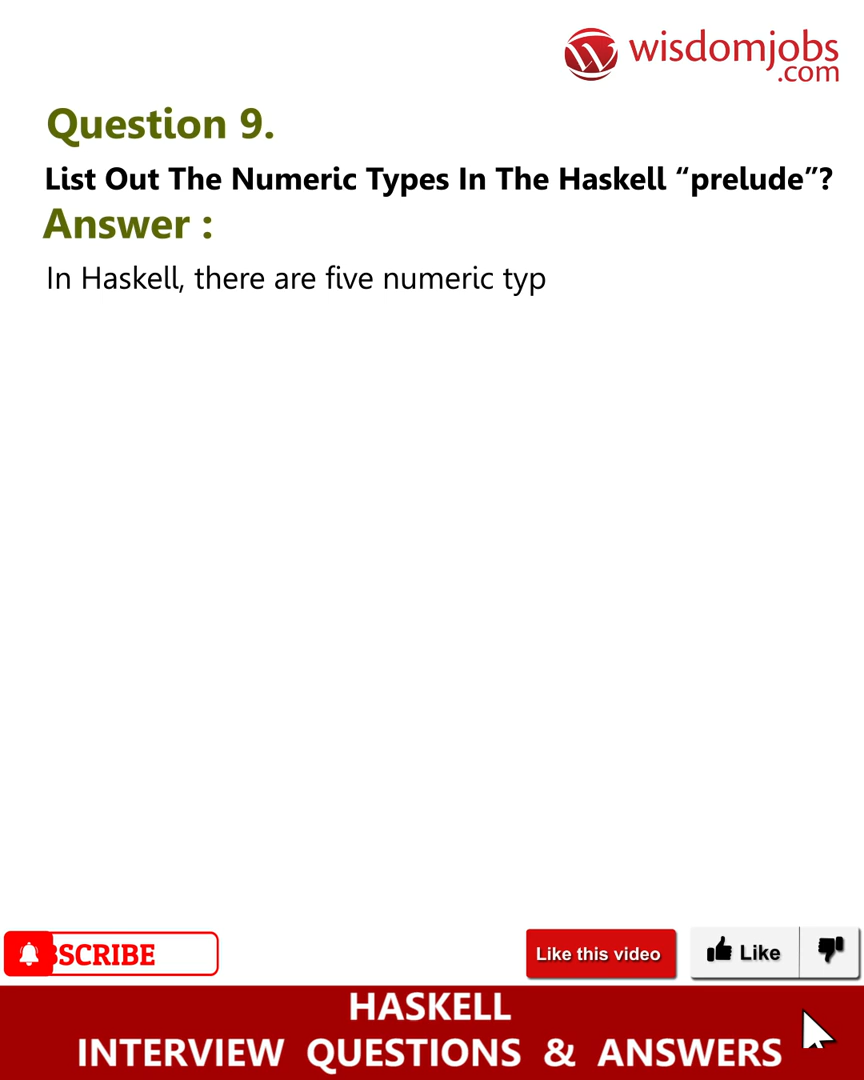 wisdomjobs
.com
Question 9.
List Out The Numeric Types In The Haskell “prelude”?
Answer :
In Haskell, there are five numeric typ
SCRIBE
Like this video
Like
HASKELL
INTERVIEW QUESTIONS & ANSWERS